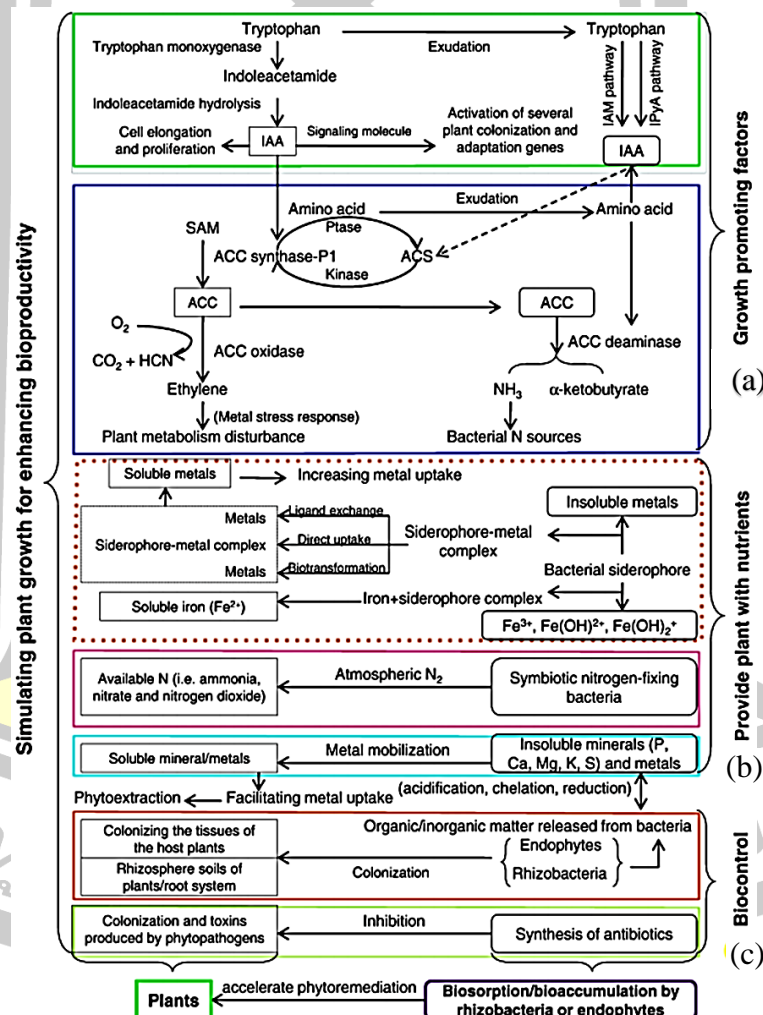 Simulating plant growth for enhancing bioproductivity
Tryptophan
Exudation
Tryptophan
Tryptophan monoxygenase
Indoleacetamide
IAM pathway
IPyA pathway
Indoleacetamide hydrolysis
Cell elongation
and proliferation
IAA
Signaling molecule
Activation of several
plant colonization and
adaptation genes
IAA
Growth promoting factors
(a)
Amino acid
Exudation
Amino acid
Ptase
SAM
ACC synthase-P1
ACS
Kinase
ACC
ACC
O2
CO2 + HCN
ACC oxidase
ACC deaminase
Ethylene
NH3
α-ketobutyrate
(Metal stress response)
Plant metabolism disturbance
Bacterial N sources
Soluble metals
Increasing metal uptake
Insoluble metals
Metals
Ligand exchange
Siderophore-metal complex
Direct uptake
Siderophore-metal
complex
Metals
Biotransformation
Bacterial siderophore
Soluble iron (Fe2+)
Iron+siderophore complex
Fe3+, Fe(OH)2+, Fe(OH)2+
Provide plant with nutrients
(b)
Available N (i.e. ammonia,
nitrate and nitrogen dioxide)
Atmospheric N2
Symbiotic nitrogen-fixing
bacteria
Soluble mineral/metals
Metal mobilization
Insoluble minerals (P,
Ca, Mg, K, S) and metals
Phytoextraction
Facilitating metal uptake
(acidification, chelation, reduction)
Colonizing the tissues of
the host plants
Rhizosphere soils of
plants/root system
Colonization
Organic/inorganic matter released from bacteria
Endophytes
Rhizobacteria
Biocontrol
(c)
Colonization and toxins
produced by phytopathogens
Inhibition
Synthesis of antibiotics
Plants
accelerate phytoremediation
Biosorption/bioaccumulation by
rhizobacteria or endophytes